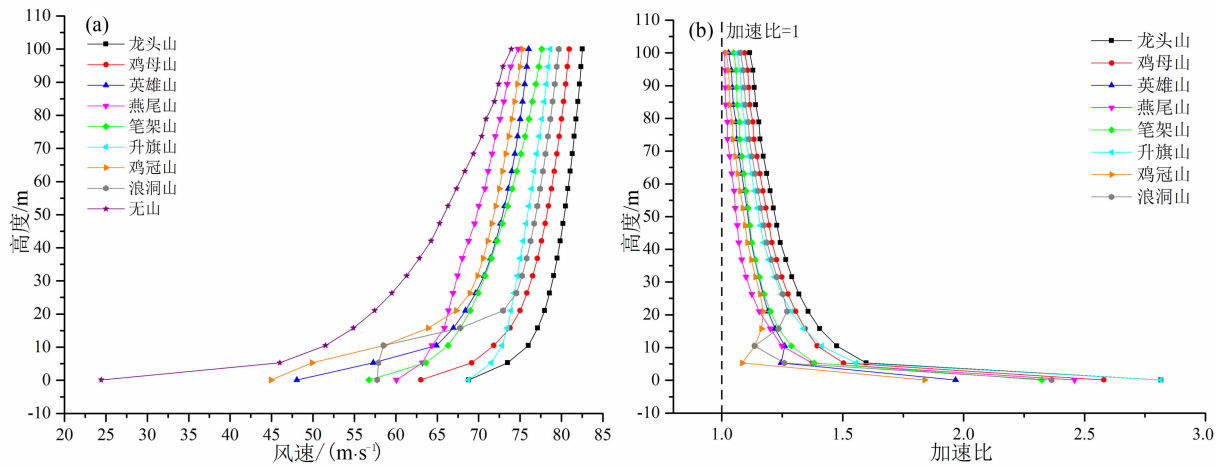 (a)
100
90
80
70
60
50
40
30
20
10
0
-10
高度/m
龙头山
鸡母山
英雄山
燕尾山
笔架山
升旗山
鸡冠山
浪洞山
无山
20 25 30 35 40 45 50 55 60 65 70 75 80 85
风速/(m·s⁻¹)
(b)
加速比=1
100
90
80
70
60
50
40
30
20
10
0
-10
高度/m
龙头山
鸡母山
英雄山
燕尾山
笔架山
升旗山
鸡冠山
浪洞山
1.0 1.5 2.0 2.5 3.0
加速比